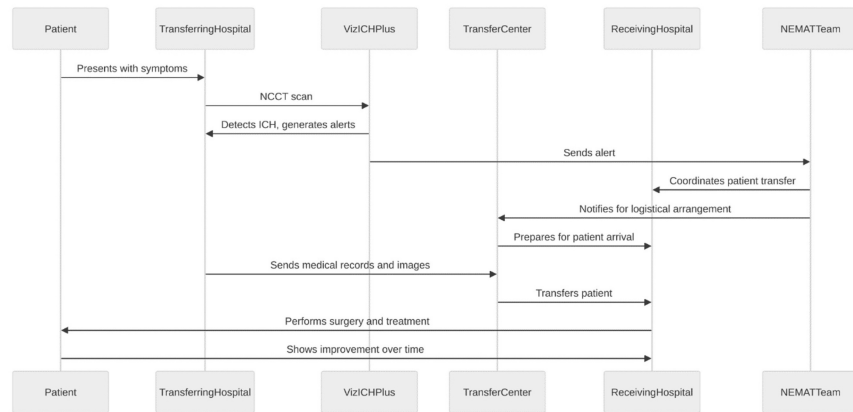 Patient
TransferringHospital
VizICHPlus
TransferCenter
ReceivingHospital
NEMATTeam
Presents with symptoms
NCCT scan
Detects ICH, generates alerts
Sends alert
Coordinates patient transfer
Notifies for logistical arrangement
Prepares for patient arrival
Sends medical records and images
Transfers patient
Performs surgery and treatment
Shows improvement over time
Patient
TransferringHospital
VizICHPlus
TransferCenter
ReceivingHospital
NEMATTeam